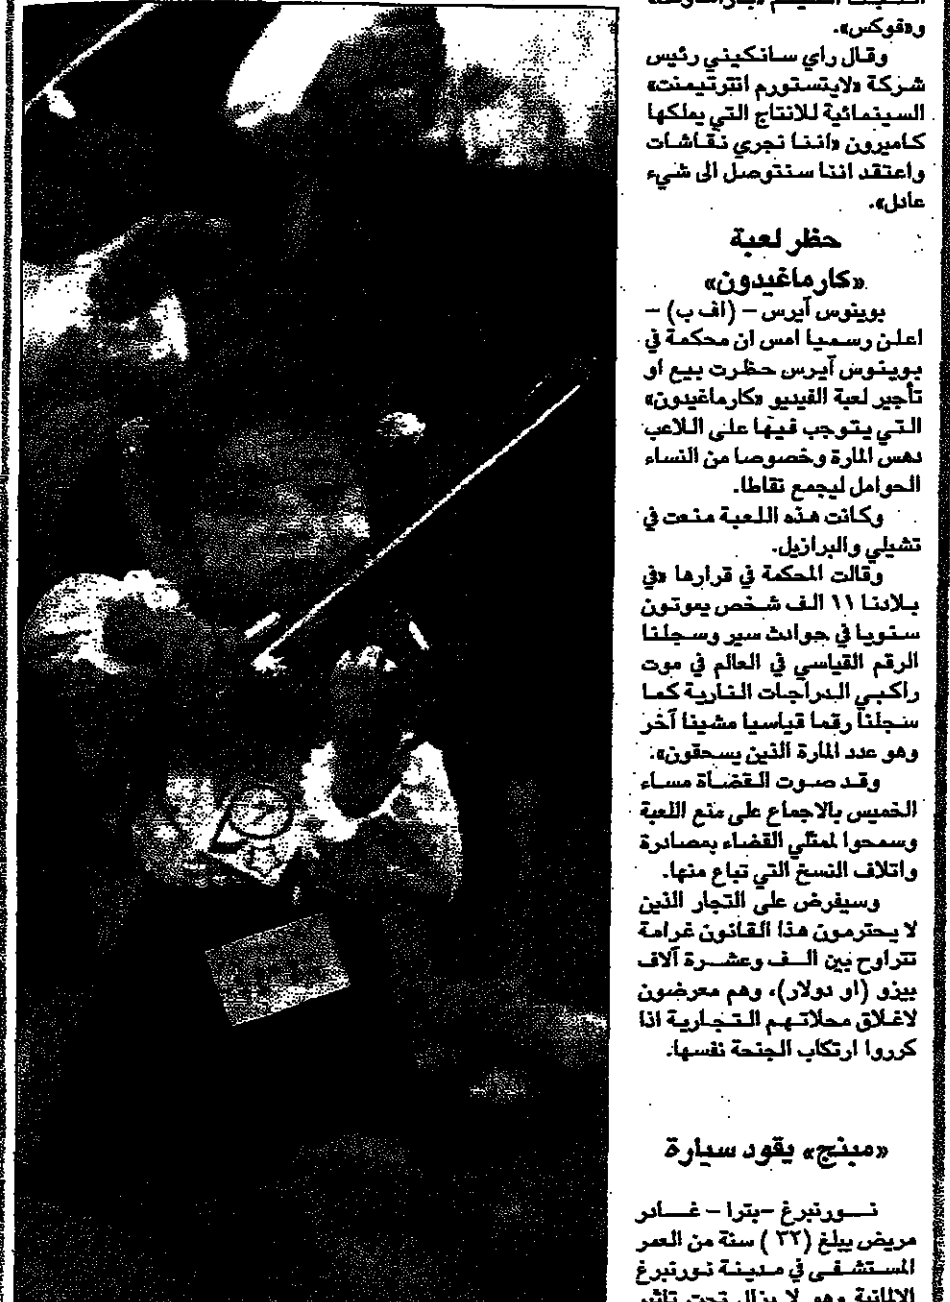 و«فوكس».
وقال راي سانكيني رئيس
شركة «لايتستورم انترتيمنت»
السينمائية للانتاج التي يملكها
كاميرون «اننا نجري نقاشات
واعتقد اننا سنتوصل الى شيء
عادل».
حظر لعبة
«كارماغيدون»
بوينوس آيرس – (اف ب) –
اعلن رسميا امس ان محكمة في
بوينوس آيرس حظرت بيع او
تأجير لعبة الفيديو «كارماغيدون»
التي يتوجب فيها على اللاعب
دهس المارة وخصوصا من النساء
الحوامل ليجمع نقاطا.
وكانت هذه اللعبة منعت في
تشيلي والبرازيل.
وقالت المحكمة في قرارها «في
بلادنا ١١ الف شخص يموتون
سنويا في حوادث سير وسجلنا
الرقم القياسي في العالم في موت
راكبي الدراجات النارية كما
سجلنا رقما قياسيا مشينا آخر
وهو عدد المارة الذين يسحقون».
وقد صوت القضاة مساء
الخميس بالاجماع على منع اللعبة
وسمحوا لممثلي القضاء بمصادرة
واتلاف النسخ التي تباع منها.
وسيفرض على التجار الذين
لا يحترمون هذا القانون غرامة
تتراوح بين الف وعشرة آلاف
بيزو (او دولار)، وهم معرضون
لاغلاق محلاتهم التجارية اذا
كرروا ارتكاب الجنحة نفسها.
«مبنج» يقود سيارة
نورنبرغ –بترا – غادر
مريض يبلغ (٣٢) سنة من العمر
المستشفى في مدينة نورنبرغ
الالمانية وهو لا يزال تحت تاثير